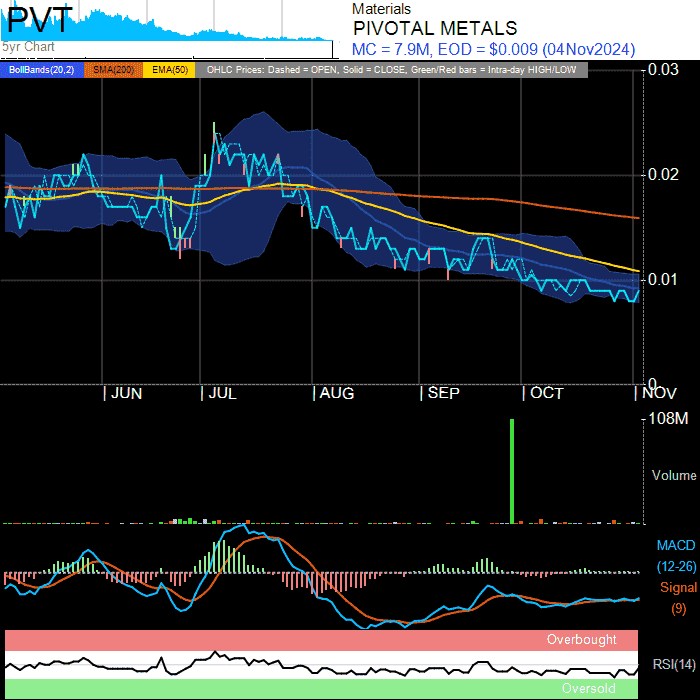 PVT
5yr Chart
Materials
PIVOTAL METALS
MC = 7.9M, EOD = $0.009 (04Nov2024)
BollBands(20,2) SMA(200) EMA(50) OHLC Prices: Dashed = OPEN, Solid = CLOSE, Green/Red bars = Intra-day HIGH/LOW
0.03
0.02
0.01
0
JUN JUL AUG SEP OCT NOV
108M
Volume
MACD
(12-26)
Signal
(9)
Overbought
RSI(14)
Oversold